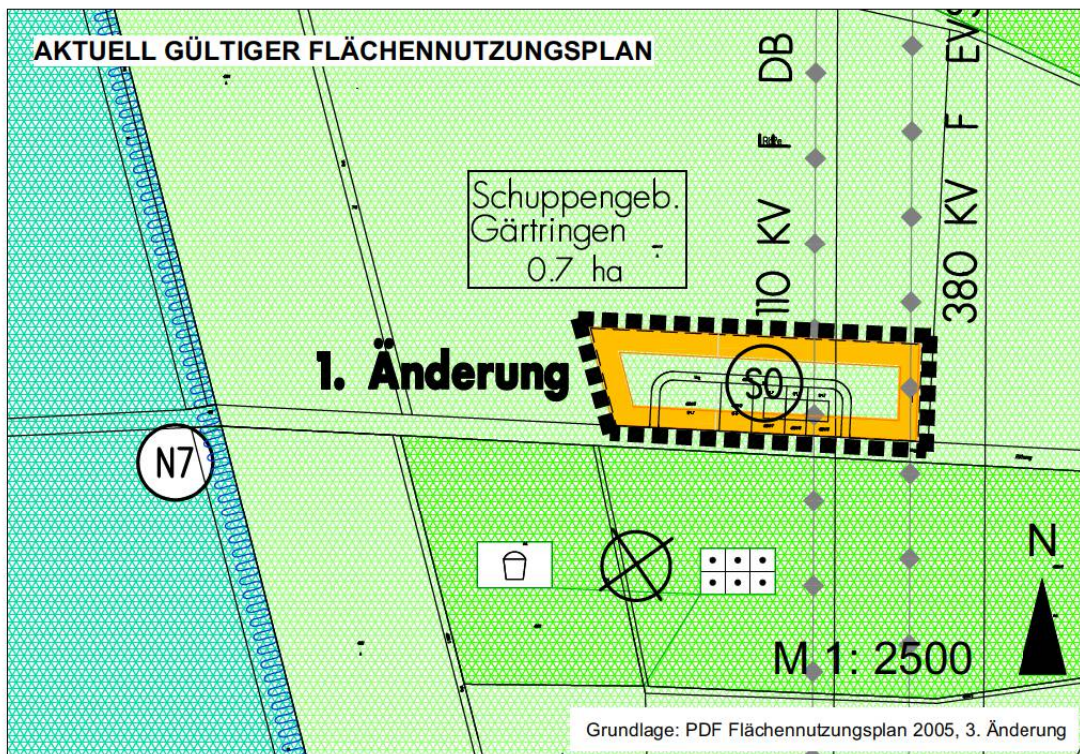 AKTUELL GÜLTIGER FLÄCHENNUTZUNGSPLAN
110 KV F DB
380 KV F EVS
Schuppengeb.
Gärtringen
0.7 ha
1. Änderung
SO
N7
N
M 1: 2500
Grundlage: PDF Flächennutzungsplan 2005, 3. Änderung